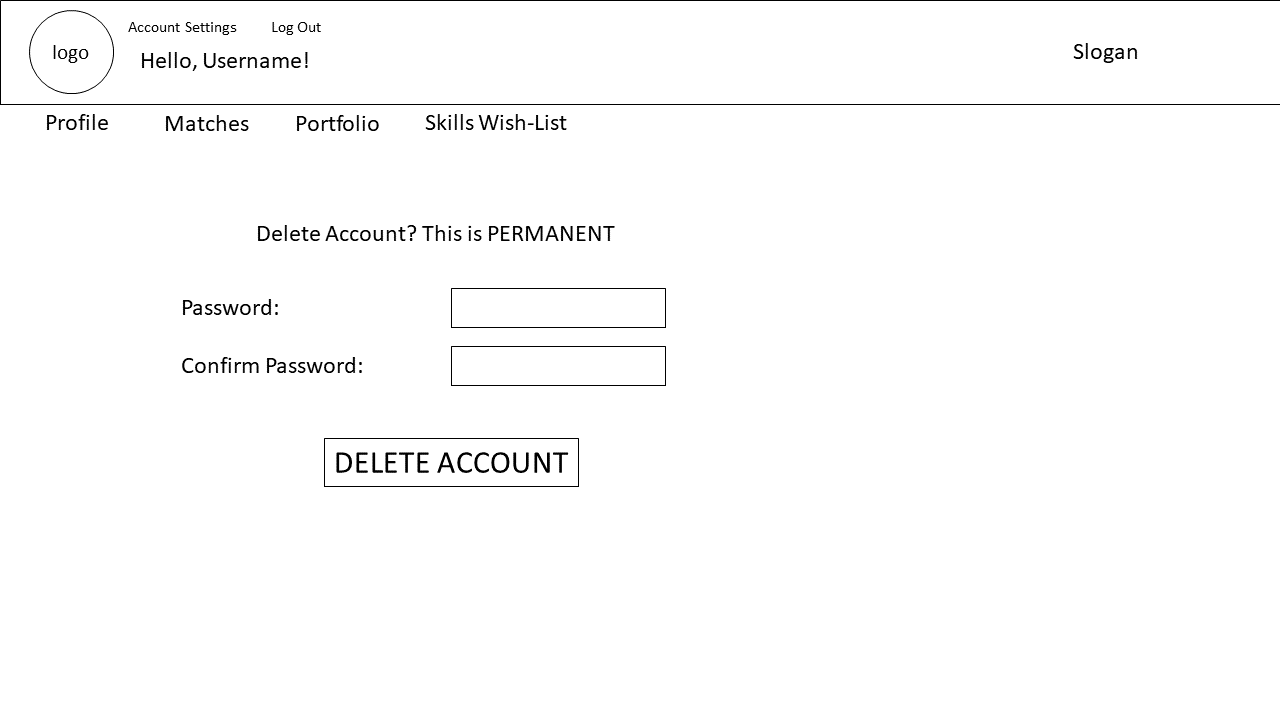 Account Settings Log Out
logo
Hello, Username!
Slogan
Profile Matches Portfolio Skills Wish-List
Delete Account? This is PERMANENT
Password:
Confirm Password:
DELETE ACCOUNT